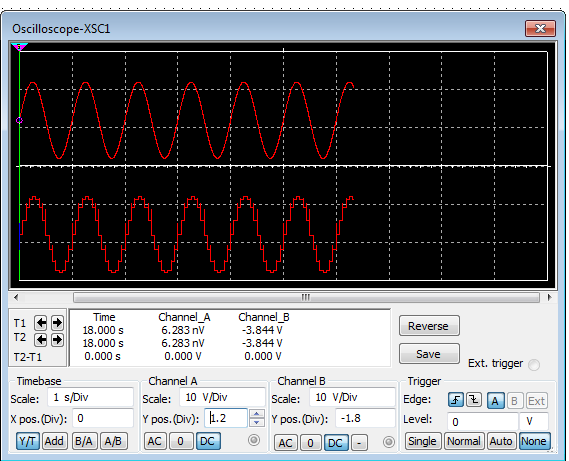 Oscilloscope-XSC1
Time Channel_A Channel_B
T1 18.000 s 6.283 nV -3.844 V
T2 18.000 s 6.283 nV -3.844 V
T2-T1 0.000 s 0.000 V 0.000 V
Reverse
Save
Ext. trigger
Timebase Channel A Channel B Trigger
Scale: 1 s/Div Scale: 10 V/Div Scale: 10 V/Div Edge: A B Ext
X pos.(Div): 0 Y pos.(Div): 1.2 Y pos.(Div): -1.8 Level: 0 V
Y/T Add B/A A/B AC 0 DC AC 0 DC - Single Normal Auto None